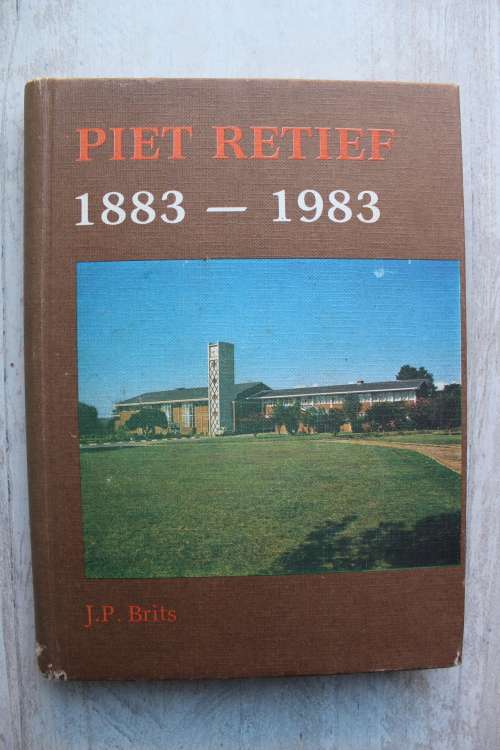 PIET RETIEF
1883 — 1983
J.P. Brits